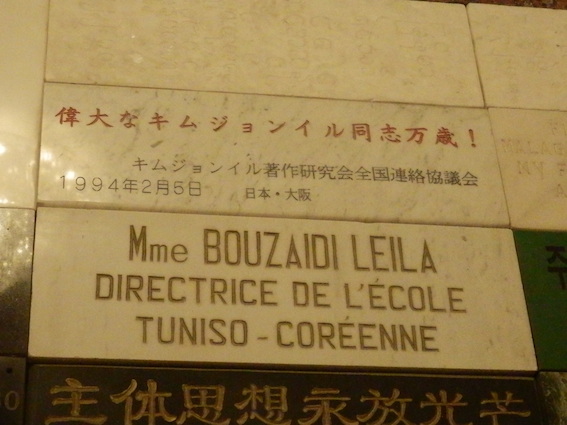 偉大なキムジョンイル同志万歳！
キムジョンイル著作研究会全国連絡協議会
1994年2月5日 日本・大阪
Mme BOUZAIDI LEILA
DIRECTRICE DE L'ÉCOLE
TUNISO-CORÉENNE
주
主体思想永放光芒